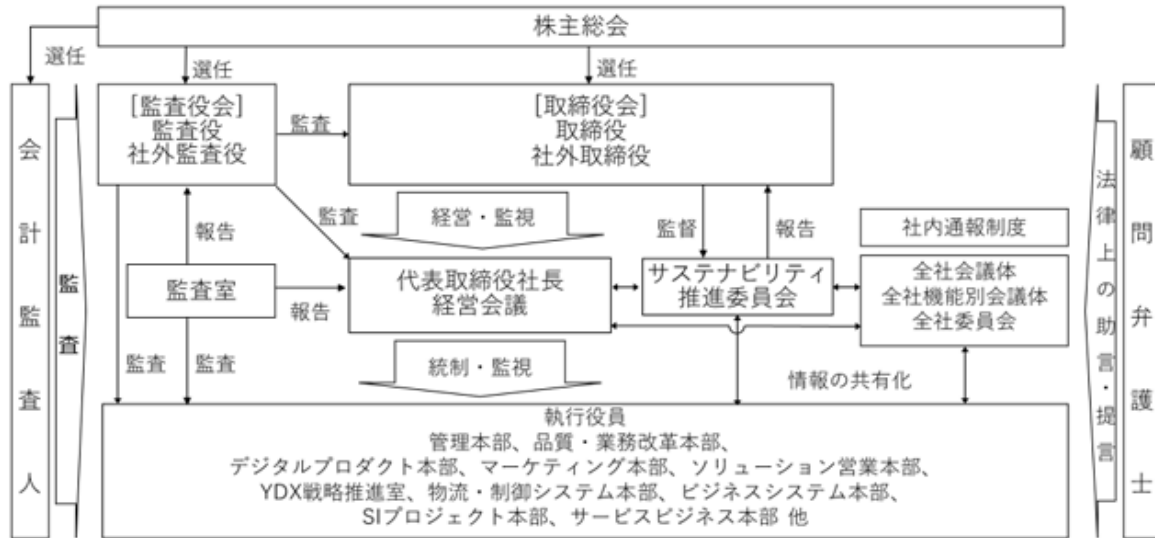 株主総会
選任
選任
選任
会計監査人
監査
[監査役会]
監査役
社外監査役
監査
[取締役会]
取締役
社外取締役
顧問弁護士
法律上の助言・提言
報告
監査
経営・監視
監督
報告
社内通報制度
監査室
報告
代表取締役社長
経営会議
サステナビリティ
推進委員会
全社会議体
全社機能別会議体
全社委員会
監査
監査
統制・監視
情報の共有化
執行役員
管理本部、品質・業務改革本部、
デジタルプロダクト本部、マーケティング本部、ソリューション営業本部、
YDX戦略推進室、物流・制御システム本部、ビジネスシステム本部、
SIプロジェクト本部、サービスビジネス本部 他